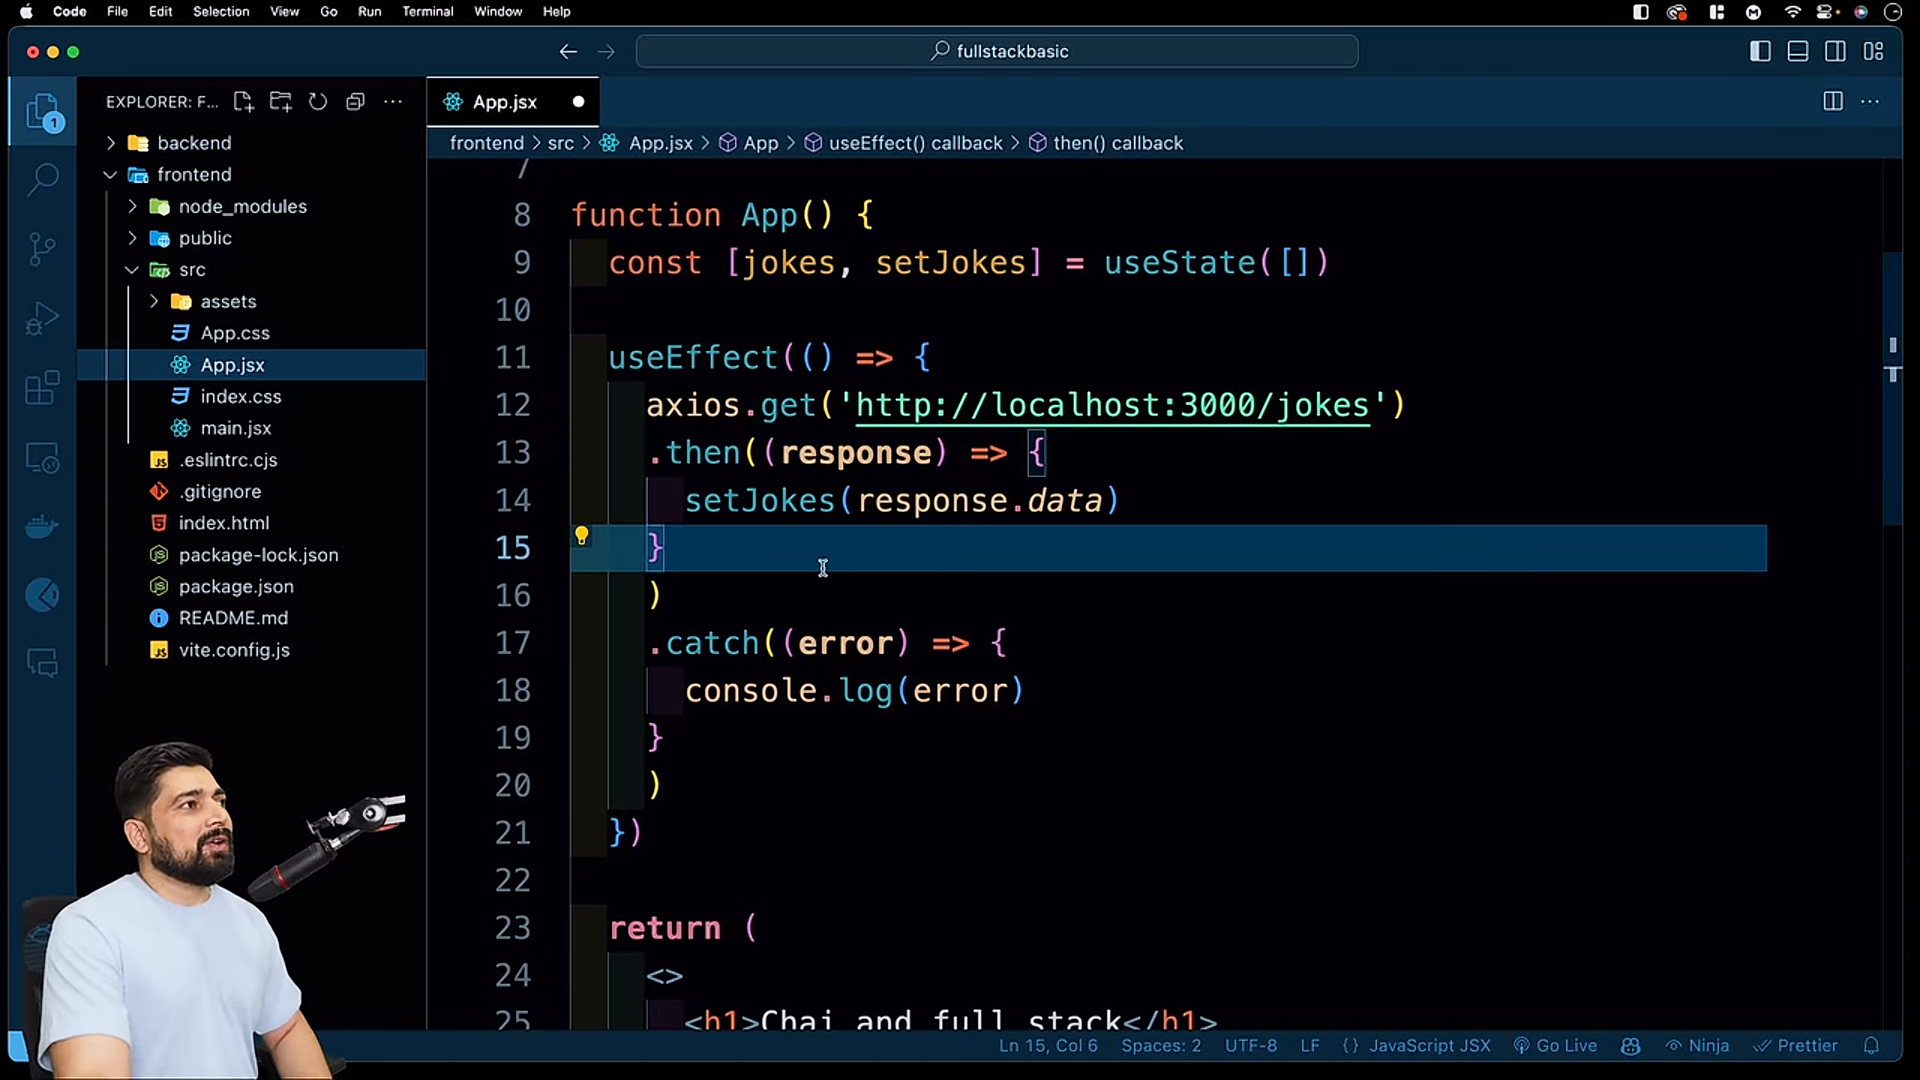 Code File Edit Selection View Go Run Terminal Window Help
fullstackbasic
EXPLORER: F...
App.jsx
frontend > src > App.jsx > App > useEffect() callback > then() callback
backend
frontend
node_modules
public
src
assets
App.css
App.jsx
index.css
main.jsx
.eslintrc.cjs
.gitignore
index.html
package-lock.json
package.json
README.md
vite.config.js
1
7
8 function App() {
9 const [jokes, setJokes] = useState([])
10
11 useEffect(() => {
12 axios.get('http://localhost:3000/jokes')
13 .then((response) => {
14 setJokes(response.data)
15 }
16 )
17 .catch((error) => {
18 console.log(error)
19 }
20 )
21 })
22
23 return (
24 <>
25 <h1>Chai and full stack</h1>
Ln 15, Col 6 Spaces: 2 UTF-8 LF {} JavaScript JSX Go Live Ninja Prettier